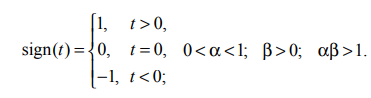 1, t > 0,
sign(t) = 0, t = 0, 0 < α < 1; β > 0; αβ > 1.
−1, t < 0;